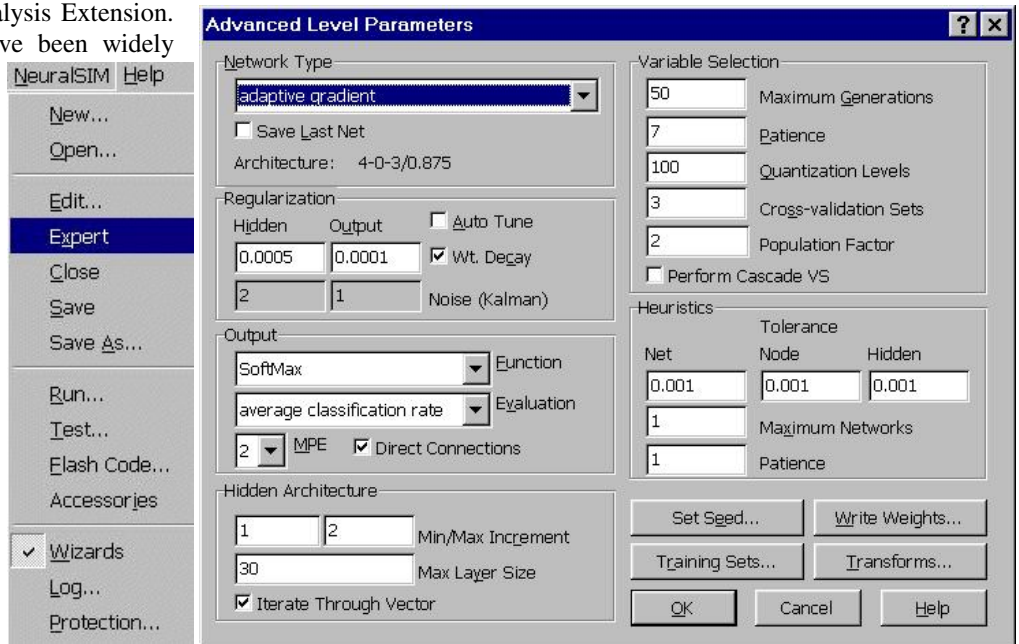 alysis Extension.
ve been widely
NeuralSIM Help
New...
Open...
Edit...
Expert
Close
Save
Save As...
Run...
Test...
Flash Code...
Accessories
Wizards
Log...
Protection...
Advanced Level Parameters
Network Type
adaptive gradient
Save Last Net
Architecture: 4-0-3/0.875
Regularization
Hidden Output Auto Tune
0.0005 0.0001 Wt. Decay
2 1 Noise (Kalman)
Output
SoftMax Function
average classification rate Evaluation
2 MPE Direct Connections
Hidden Architecture
1 2 Min/Max Increment
30 Max Layer Size
Iterate Through Vector
Variable Selection
50 Maximum Generations
7 Patience
100 Quantization Levels
3 Cross-validation Sets
2 Population Factor
Perform Cascade VS
Heuristics
Tolerance
Net Node Hidden
0.001 0.001 0.001
1 Maximum Networks
1 Patience
Set Seed... Write Weights...
Training Sets... Transforms...
OK Cancel Help